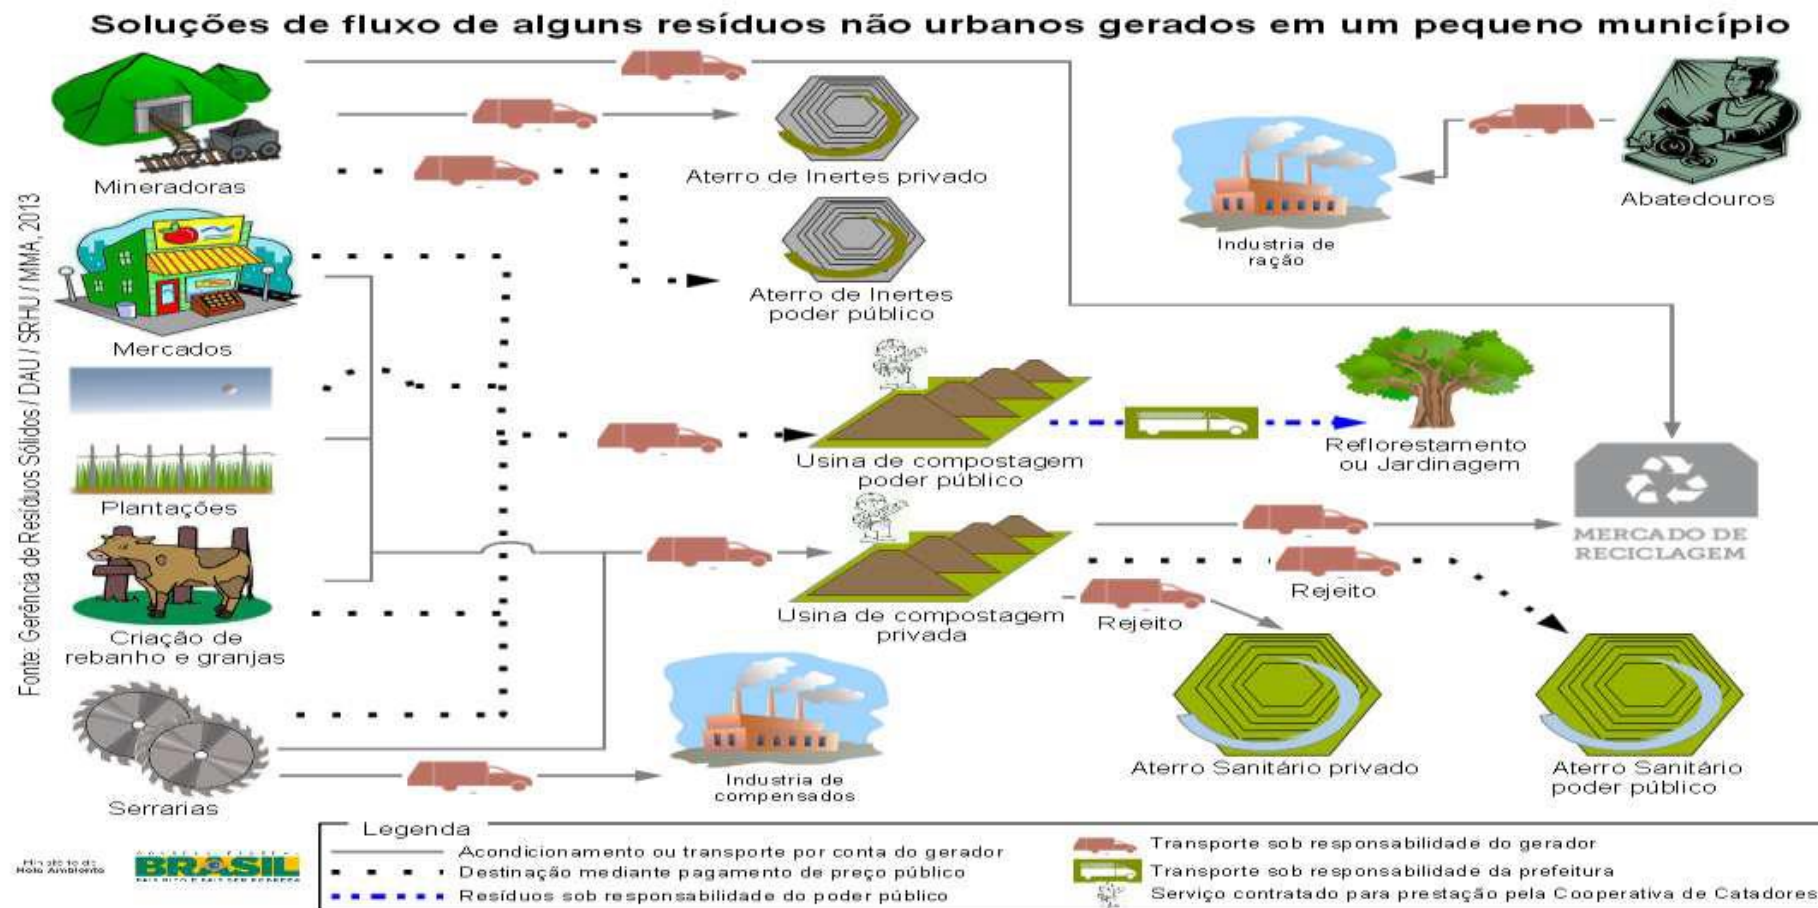 Soluções de fluxo de alguns resíduos não urbanos gerados em um pequeno município
Fonte: Gerência de Resíduos Sólidos / DAU / SRHU / MMA, 2013
Mineradoras
Aterro de Inertes privado
Aterro de Inertes
poder público
Industria de
ração
Abatedouros
Mercados
Plantações
Usina de compostagem
poder público
Reflorestamento
ou Jardinagem
MERCADO DE
RECICLAGEM
Criação de
rebanho e granjas
Usina de compostagem
privada
Rejeito
Rejeito
Serrarias
Industria de
compensados
Aterro Sanitário privado
Aterro Sanitário
poder público
Legenda
Acondicionamento ou transporte por conta do gerador
Destinação mediante pagamento de preço público
Resíduos sob responsabilidade do poder público
Transporte sob responsabilidade do gerador
Transporte sob responsabilidade da prefeitura
Serviço contratado para prestação pela Cooperativa de Catadores
Ministério do
Meio Ambiente
BRASIL